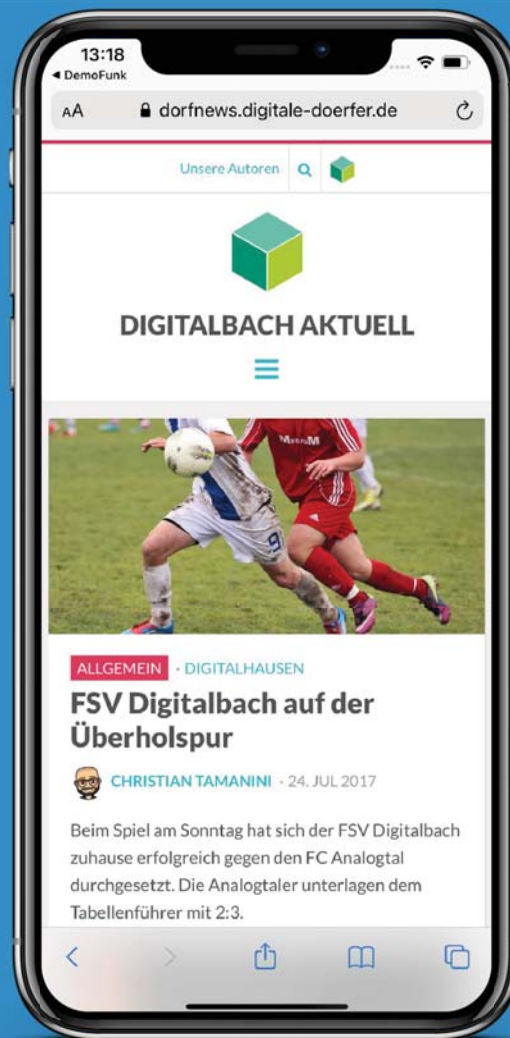 13:18
◀ DemoFunk
AA dorfnews.digitale-doerfer.de
Unsere Autoren
DIGITALBACH AKTUELL
9
ALLGEMEIN · DIGITALHAUSEN
FSV Digitalbach auf der
Überholspur
CHRISTIAN TAMANINI · 24. JUL 2017
Beim Spiel am Sonntag hat sich der FSV Digitalbach
zuhause erfolgreich gegen den FC Analogtal
durchgesetzt. Die Analogtaler unterlagen dem
Tabellenführer mit 2:3.